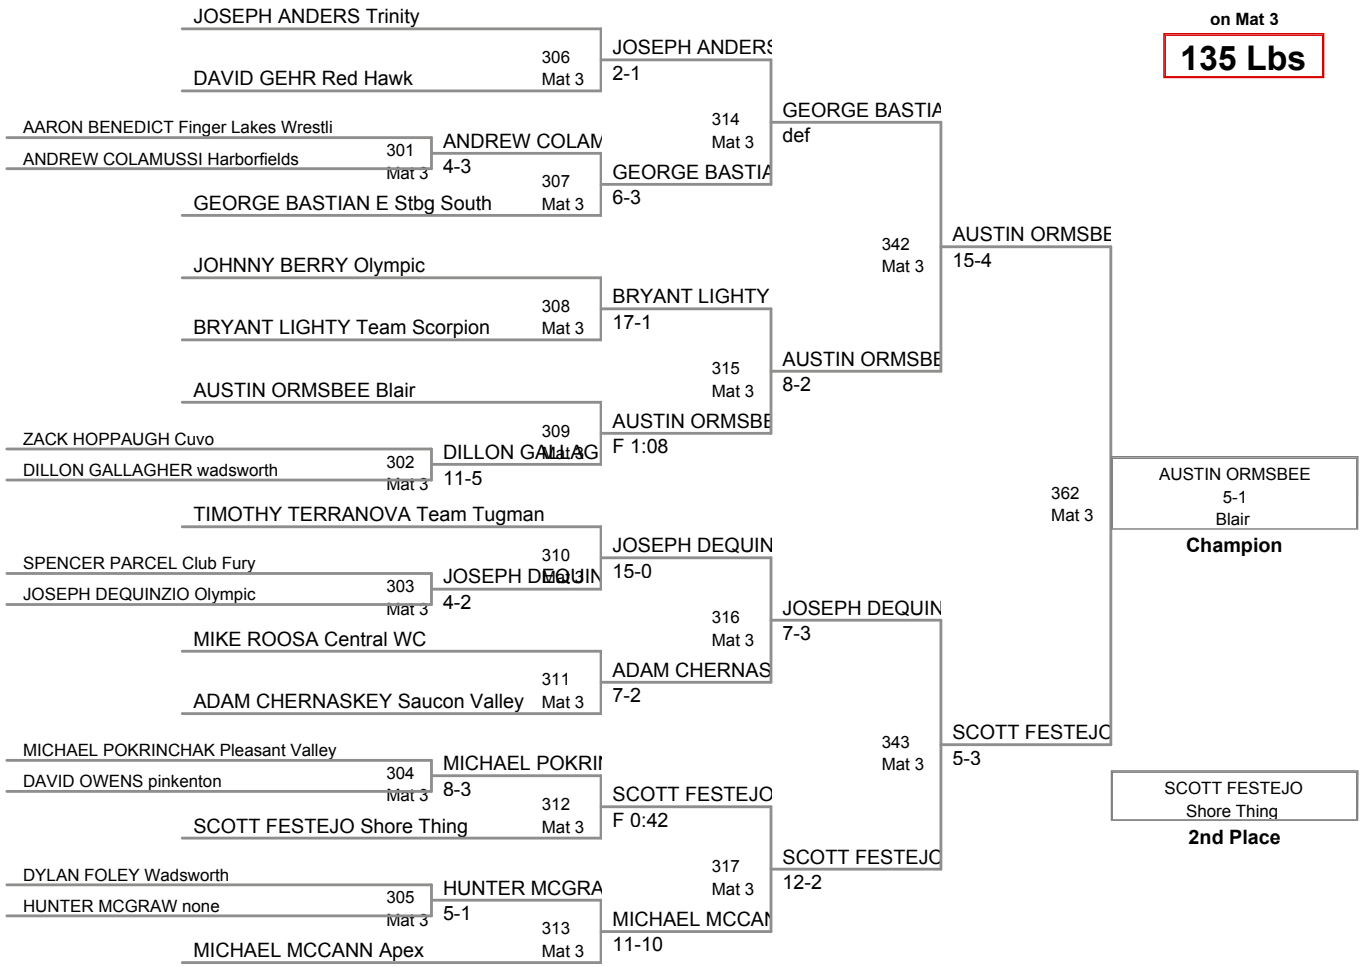 on Mat 3
135 Lbs
JOSEPH ANDERS Trinity
306
Mat 3
JOSEPH ANDERS
2-1
DAVID GEHR Red Hawk
314
Mat 3
GEORGE BASTIA
def
AARON BENEDICT Finger Lakes Wrestli
301
Mat 3
ANDREW COLAM
4-3
ANDREW COLAMUSSI Harborfields
307
Mat 3
GEORGE BASTIA
6-3
GEORGE BASTIAN E Stbg South
342
Mat 3
AUSTIN ORMSBE
15-4
JOHNNY BERRY Olympic
308
Mat 3
BRYANT LIGHTY
17-1
BRYANT LIGHTY Team Scorpion
315
Mat 3
AUSTIN ORMSBE
8-2
AUSTIN ORMSBEE Blair
309
Mat 3
AUSTIN ORMSBE
F 1:08
ZACK HOPPAUGH Cuvo
302
Mat 3
DILLON GALLAG
11-5
DILLON GALLAGHER wadsworth
362
Mat 3
AUSTIN ORMSBEE
5-1
Blair
Champion
TIMOTHY TERRANOVA Team Tugman
310
Mat 3
JOSEPH DEQUIN
15-0
SPENCER PARCEL Club Fury
303
Mat 3
JOSEPH DEQUIN
4-2
JOSEPH DEQUINZIO Olympic
316
Mat 3
JOSEPH DEQUIN
7-3
MIKE ROOSA Central WC
311
Mat 3
ADAM CHERNAS
7-2
ADAM CHERNASKEY Saucon Valley
343
Mat 3
SCOTT FESTEJO
5-3
MICHAEL POKRINCHAK Pleasant Valley
304
Mat 3
MICHAEL POKRIN
8-3
DAVID OWENS pinkenton
312
Mat 3
SCOTT FESTEJO
F 0:42
SCOTT FESTEJO Shore Thing
SCOTT FESTEJO
Shore Thing
2nd Place
317
Mat 3
SCOTT FESTEJO
12-2
DYLAN FOLEY Wadsworth
305
Mat 3
HUNTER MCGRA
5-1
HUNTER MCGRAW none
313
Mat 3
MICHAEL MCCAN
11-10
MICHAEL MCCANN Apex